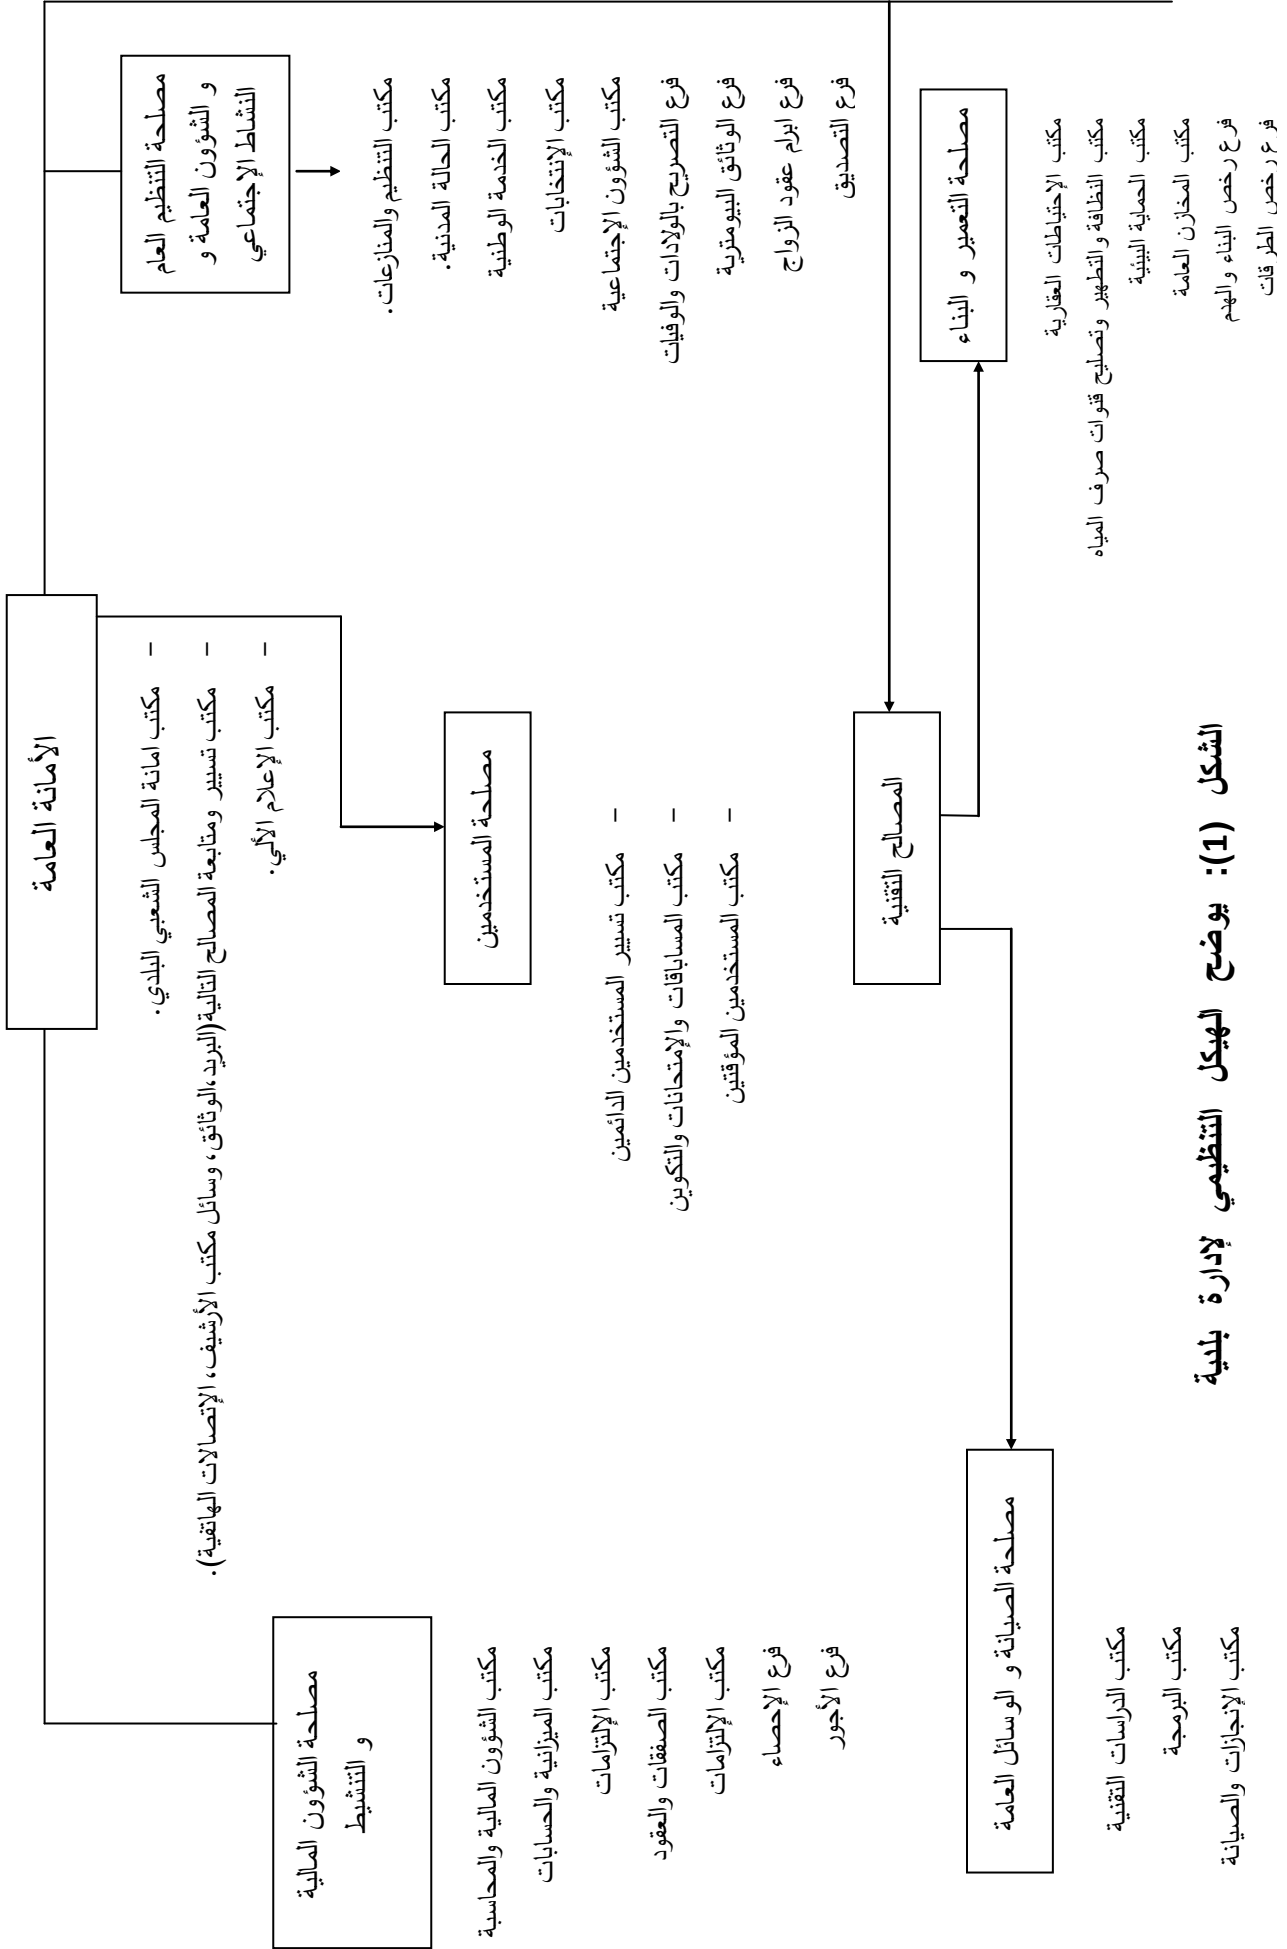 الأمانة العامة
– مكتب امانة المجلس الشعبي البلدي.
– مكتب تسيير ومتابعة المصالح التالية(البريد،الوثائق، وسائل مكتب الأرشيف، الإتصالات الهاتفية).
– مكتب الإعلام الألي.
مصلحة التنظيم العام
و الشؤون العامة و
النشاط الإجتماعي
مكتب التنظيم والمنازعات.
مكتب الحالة المدنية.
مكتب الخدمة الوطنية
مكتب الإنتخابات
مكتب الشؤون الإجتماعية
فرع التصريح بالولادات والوفيات
فرع الوثائق البيومترية
فرع ابرام عقود الزواج
فرع التصديق
مصلحة المستخدمين
– مكتب تسيير المستخدمين الدائمين
– مكتب المساباقات والإمتحانات والتكوين
– مكتب المستخدمين المؤقتين
مصلحة الشؤون المالية
و التنشيط
مكتب الشؤون المالية والمحاسبة
مكتب الميزانية والحسابات
مكتب الإلتزامات
مكتب الصفقات والعقود
مكتب الإلتزامات
فرع الإحصاء
فرع الأجور
المصالح التقنية
مصلحة التعمير و البناء
مكتب الإحتياطات العقارية
مكتب النظافة و التطهير وتصليح قنوات صرف المياه
مكتب الحماية البيئية
مكتب المخازن العامة
فرع رخص البناء والهدم
فرع رخص الطرقات
مصلحة الصيانة و الوسائل العامة
مكتب الدراسات التقنية
مكتب البرمجة
مكتب الإنجازات والصيانة
الشكل (1): يوضح الهيكل التنظيمي لإدارة بلدية